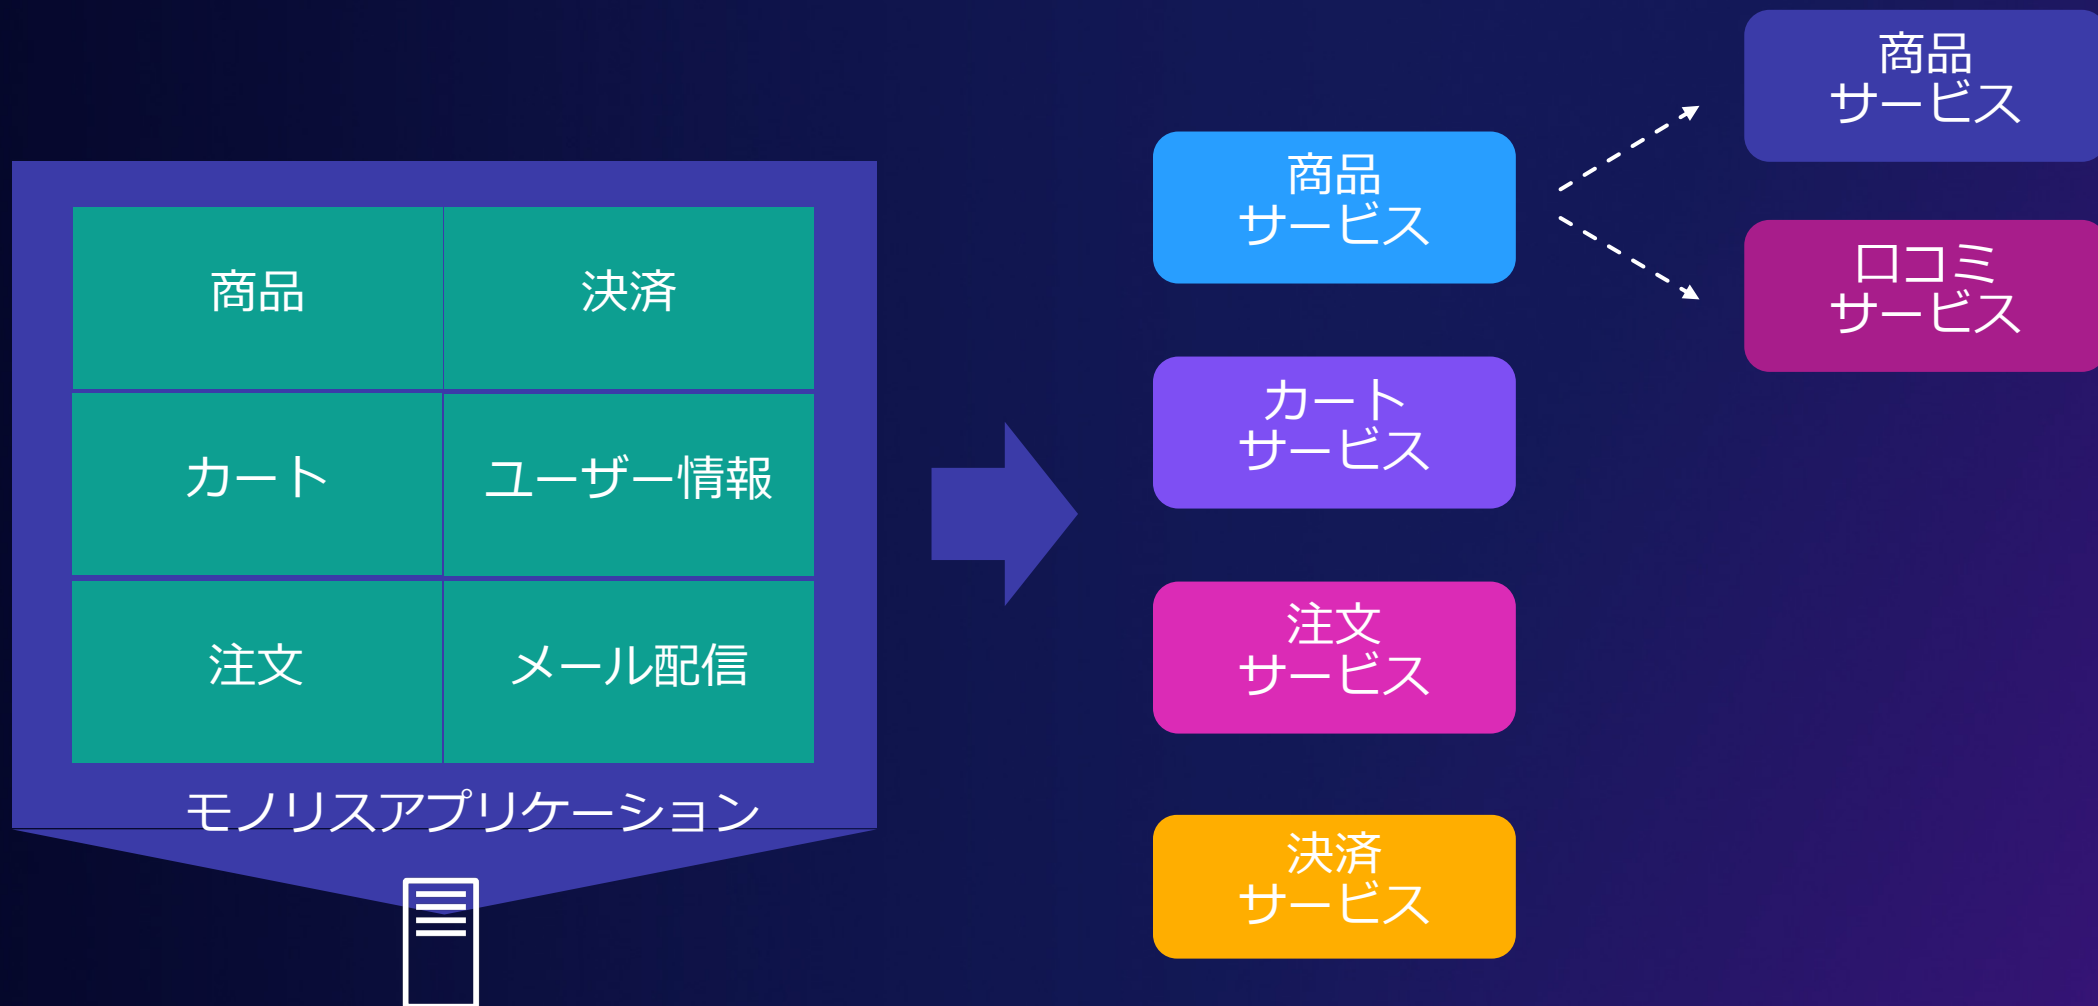 商品
決済
カート
ユーザー情報
注文
メール配信
モノリスアプリケーション
商品
サービス
カート
サービス
注文
サービス
決済
サービス
商品
サービス
口コミ
サービス